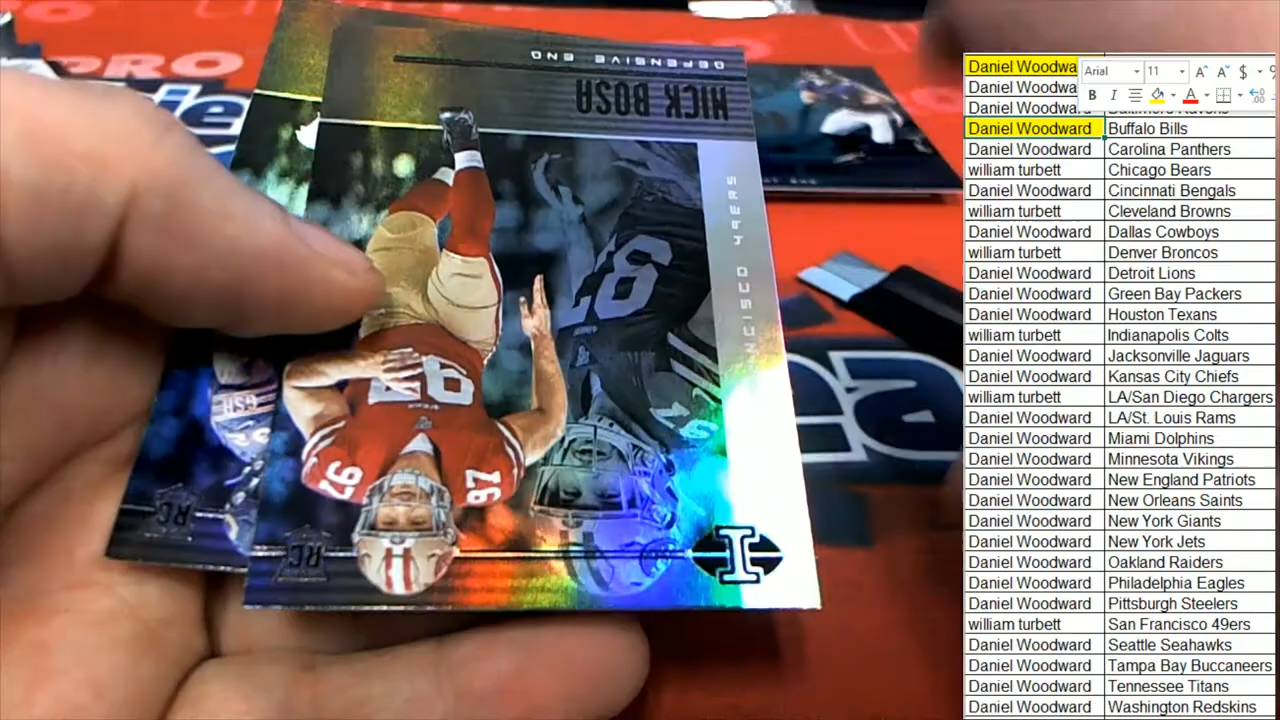 DEFENSIVE END
NICK BOSA
NCISCO 49ERS
97
97
97
97
RC
RC
I
PRO
Arial 11
B I
Daniel Woodwa
Daniel Woodwa
Daniel Woodwa
Daniel Woodward Buffalo Bills
Daniel Woodward Carolina Panthers
william turbett Chicago Bears
Daniel Woodward Cincinnati Bengals
william turbett Cleveland Browns
Daniel Woodward Dallas Cowboys
william turbett Denver Broncos
Daniel Woodward Detroit Lions
Daniel Woodward Green Bay Packers
Daniel Woodward Houston Texans
william turbett Indianapolis Colts
Daniel Woodward Jacksonville Jaguars
Daniel Woodward Kansas City Chiefs
william turbett LA/San Diego Chargers
Daniel Woodward LA/St. Louis Rams
Daniel Woodward Miami Dolphins
Daniel Woodward Minnesota Vikings
Daniel Woodward New England Patriots
Daniel Woodward New Orleans Saints
Daniel Woodward New York Giants
Daniel Woodward New York Jets
Daniel Woodward Oakland Raiders
Daniel Woodward Philadelphia Eagles
Daniel Woodward Pittsburgh Steelers
william turbett San Francisco 49ers
Daniel Woodward Seattle Seahawks
Daniel Woodward Tampa Bay Buccaneers
Daniel Woodward Tennessee Titans
Daniel Woodward Washington Redskins